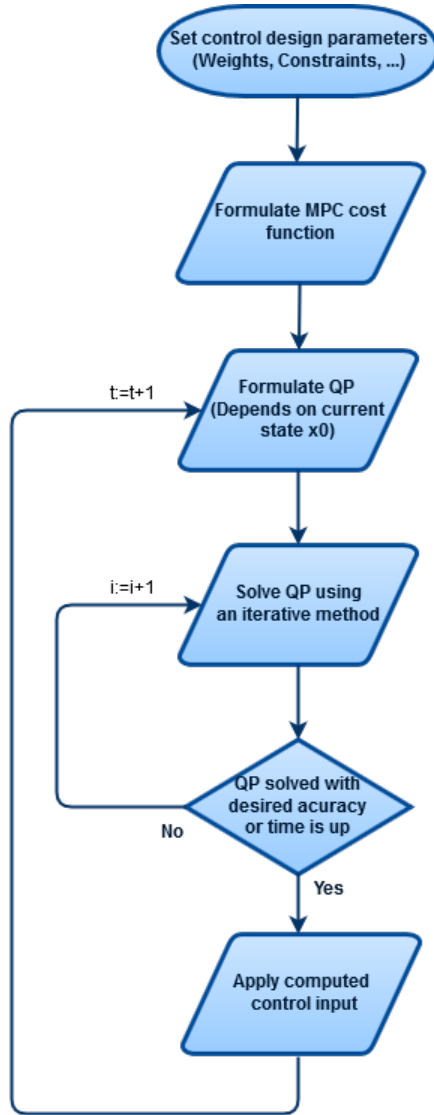 Set control design parameters
(Weights, Constraints, ...)
Formulate MPC cost
function
t:=t+1
Formulate QP
(Depends on current
state x0)
i:=i+1
Solve QP using
an iterative method
QP solved with
desired acuracy
or time is up
No
Yes
Apply computed
control input